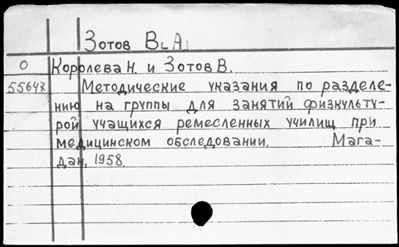 Зотов В. А.
О Королева Н. и Зотов В.
55647 Методические указания по разделе-
нию на группы для занятий физкульту-
рой учащихся ремесленных училищ при
медицинском обследовании. Мага-
дан, 1958.